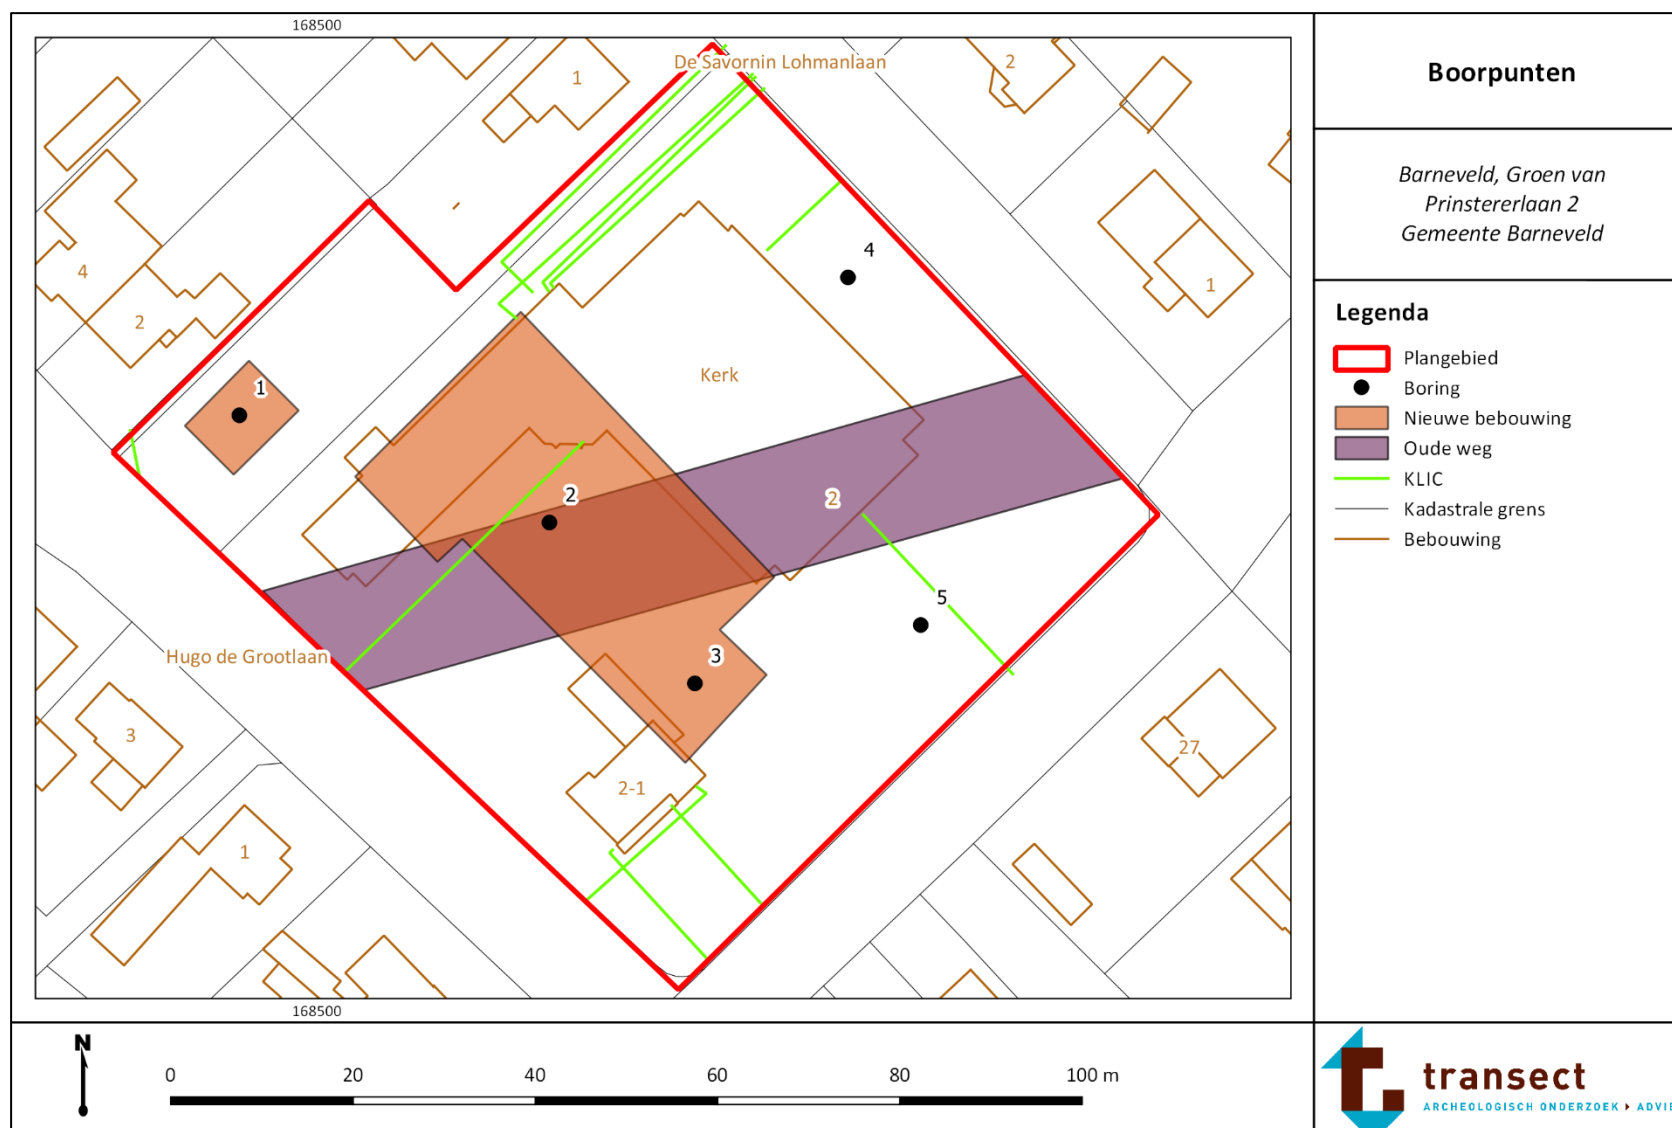 168500
De Savornin Lohmanlaan
1
2
4
2
1
4
1
Kerk
2
2
3
5
Hugo de Grootlaan
3
2-1
27
1
168500
N
0 20 40 60 80 100 m
Boorpunten
Barneveld, Groen van
Prinstererlaan 2
Gemeente Barneveld
Legenda
Plangebied
Boring
Nieuwe bebouwing
Oude weg
KLIC
Kadastrale grens
Bebouwing
transect
ARCHEOLOGISCH ONDERZOEK ADVIE